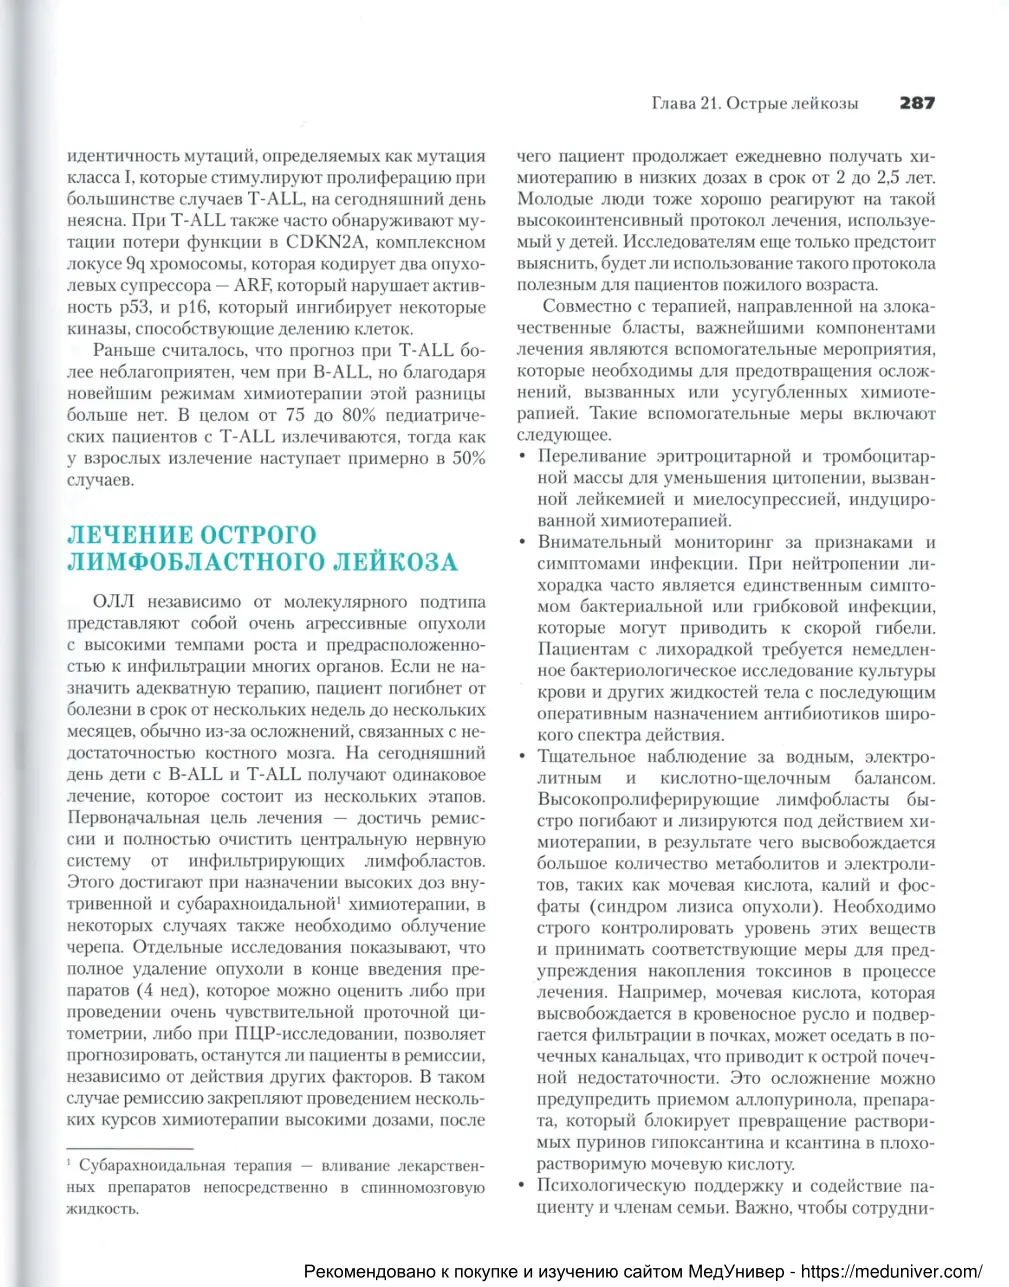 Глава 21. Острые лейкозы 287
идентичность мутаций, определяемых как мутация
класса I, которые стимулируют пролиферацию при
большинстве случаев T-ALL, на сегодняшний день
неясна. При T-ALL также часто обнаруживают му-
тации потери функции в CDKN2A, комплексном
локусе 9q хромосомы, которая кодирует два опухо-
левых супрессора — ARF, который нарушает актив-
ность p53, и p16, который ингибирует некоторые
киназы, способствующие делению клеток.
Раньше считалось, что прогноз при T-ALL бо-
лее неблагоприятен, чем при B-ALL, но благодаря
новейшим режимам химиотерапии этой разницы
больше нет. В целом от 75 до 80% педиатриче-
ских пациентов с T-ALL излечиваются, тогда как
у взрослых излечение наступает примерно в 50%
случаев.
ЛЕЧЕНИЕ ОСТРОГО
ЛИМФОБЛАСТНОГО ЛЕЙКОЗА
ОЛЛ независимо от молекулярного подтипа
представляют собой очень агрессивные опухоли
с высокими темпами роста и предрасположенно-
стью к инфильтрации многих органов. Если не на-
значить адекватную терапию, пациент погибнет от
болезни в срок от нескольких недель до нескольких
месяцев, обычно из-за осложнений, связанных с не-
достаточностью костного мозга. На сегодняшний
день дети с B-ALL и T-ALL получают одинаковое
лечение, которое состоит из нескольких этапов.
Первоначальная цель лечения — достичь ремис-
сии и полностью очистить центральную нервную
систему от инфильтрирующих лимфобластов.
Этого достигают при назначении высоких доз вну-
тривенной и субарахноидальной¹ химиотерапии, в
некоторых случаях также необходимо облучение
черепа. Отдельные исследования показывают, что
полное удаление опухоли в конце введения пре-
паратов (4 нед), которое можно оценить либо при
проведении очень чувствительной проточной ци-
тометрии, либо при ПЦР-исследовании, позволяет
прогнозировать, останутся ли пациенты в ремиссии,
независимо от действия других факторов. В таком
случае ремиссию закрепляют проведением несколь-
ких курсов химиотерапии высокими дозами, после
¹ Субарахноидальная терапия — вливание лекарствен-
ных препаратов непосредственно в спинномозговую
жидкость.
чего пациент продолжает ежедневно получать хи-
миотерапию в низких дозах в срок от 2 до 2,5 лет.
Молодые люди тоже хорошо реагируют на такой
высокоинтенсивный протокол лечения, используе-
мый у детей. Исследователям еще только предстоит
выяснить, будет ли использование такого протокола
полезным для пациентов пожилого возраста.
Совместно с терапией, направленной на злока-
чественные бласты, важнейшими компонентами
лечения являются вспомогательные мероприятия,
которые необходимы для предотвращения ослож-
нений, вызванных или усугубленных химиоте-
рапией. Такие вспомогательные меры включают
следующее.
• Переливание эритроцитарной и тромбоцитар-
ной массы для уменьшения цитопении, вызван-
ной лейкемией и миелосупрессией, индуциро-
ванной химиотерапией.
• Внимательный мониторинг за признаками и
симптомами инфекции. При нейтропении ли-
хорадка часто является единственным симпто-
мом бактериальной или грибковой инфекции,
которые могут приводить к скорой гибели.
Пациентам с лихорадкой требуется немедлен-
ное бактериологическое исследование культуры
крови и других жидкостей тела с последующим
оперативным назначением антибиотиков широ-
кого спектра действия.
• Тщательное наблюдение за водным, электро-
литным и кислотно-щелочным балансом.
Высокопролиферирующие лимфобласты бы-
стро погибают и лизируются под действием хи-
миотерапии, в результате чего высвобождается
большое количество метаболитов и электроли-
тов, таких как мочевая кислота, калий и фос-
фаты (синдром лизиса опухоли). Необходимо
строго контролировать уровень этих веществ
и принимать соответствующие меры для пред-
упреждения накопления токсинов в процессе
лечения. Например, мочевая кислота, которая
высвобождается в кровеносное русло и подвер-
гается фильтрации в почках, может оседать в по-
чечных канальцах, что приводит к острой почеч-
ной недостаточности. Это осложнение можно
предупредить приемом аллопуринола, препара-
та, который блокирует превращение раствори-
мых пуринов гипоксантина и ксантина в плохо-
растворимую мочевую кислоту.
• Психологическую поддержку и содействие па-
циенту и членам семьи. Важно, чтобы сотрудни-
Рекомендовано к покупке и изучению сайтом МедУнивер - https://meduniver.com/